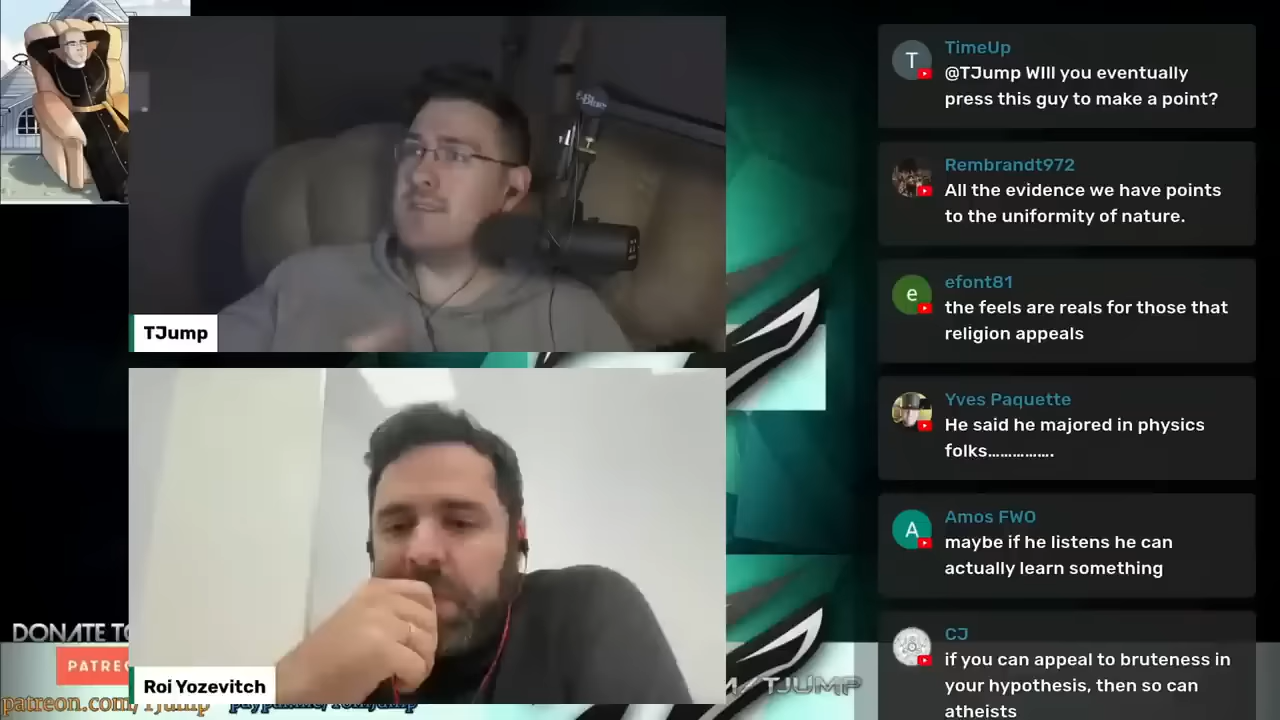 TJump
Roi Yozevitch
TimeUp
@TJump WIll you eventually
press this guy to make a point?
Rembrandt972
All the evidence we have points
to the uniformity of nature.
efont81
the feels are reals for those that
religion appeals
Yves Paquette
He said he majored in physics
folks...............
Amos FWO
maybe if he listens he can
actually learn something
CJ
if you can appeal to bruteness in
your hypothesis, then so can
atheists
T
e
A
Blue
DONATE TO
PATRE
patreon.com/TJump
/TJUMP